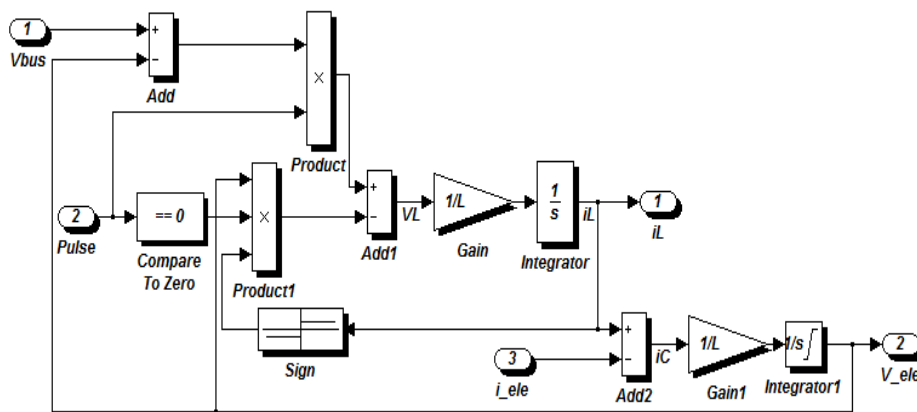 1
Vbus
+
−
Add
×
Product
2
Pulse
== 0
Compare
To Zero
×
Product1
+
−
Add1
VL
1/L
Gain
1
s
Integrator
iL
1
iL
Sign
3
i_ele
+
−
Add2
iC
1/L
Gain1
1/s
Integrator1
2
V_ele